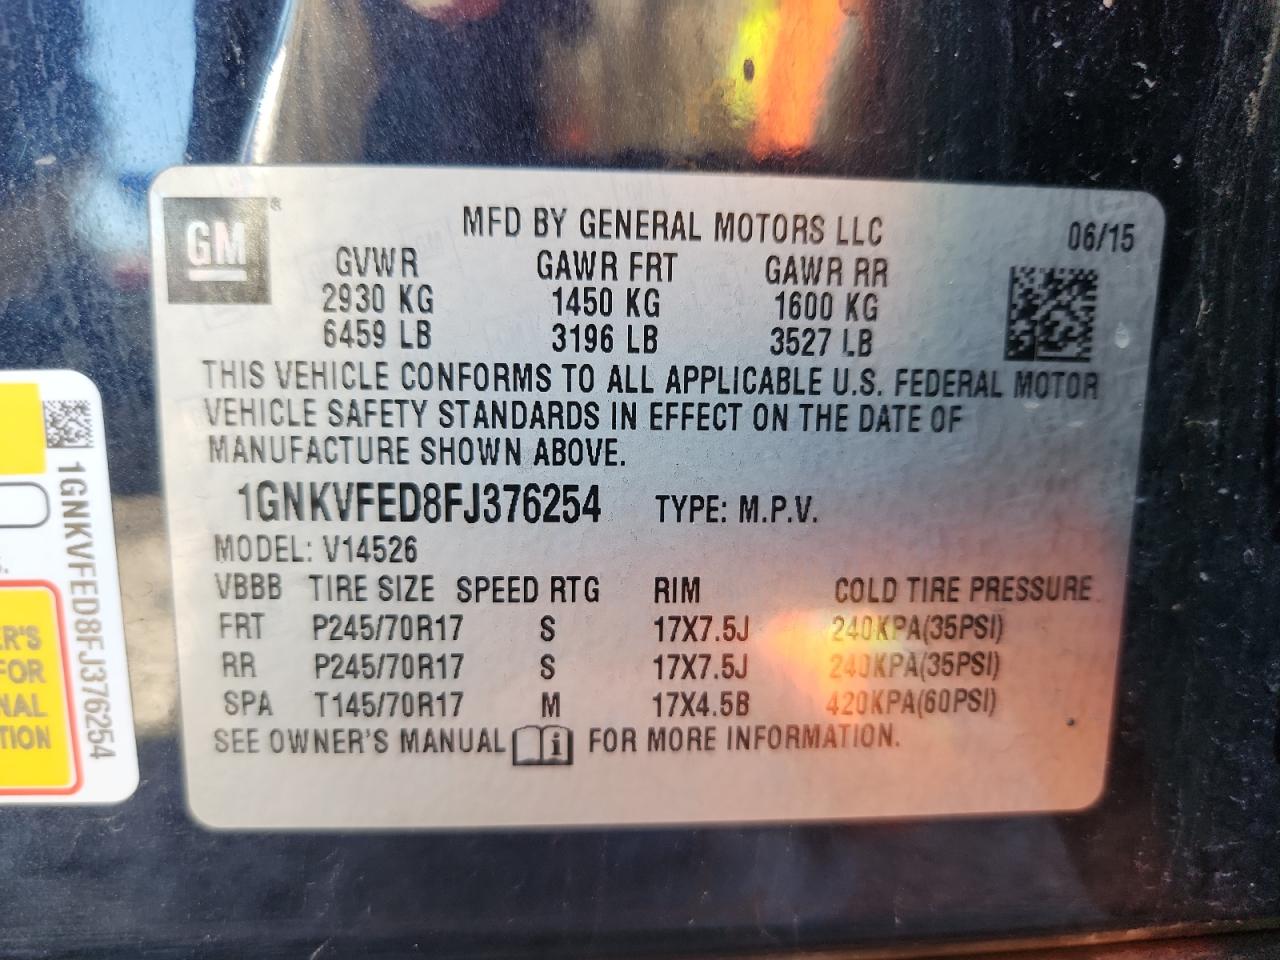 GM ®
MFD BY GENERAL MOTORS LLC 06/15
GVWR GAWR FRT GAWR RR
2930 KG 1450 KG 1600 KG
6459 LB 3196 LB 3527 LB
THIS VEHICLE CONFORMS TO ALL APPLICABLE U.S. FEDERAL MOTOR
VEHICLE SAFETY STANDARDS IN EFFECT ON THE DATE OF
MANUFACTURE SHOWN ABOVE.
1GNKVFED8FJ376254 TYPE: M.P.V.
MODEL: V14526
VBBB TIRE SIZE SPEED RTG RIM COLD TIRE PRESSURE
FRT P245/70R17 S 17X7.5J 240KPA(35PSI)
RR P245/70R17 S 17X7.5J 240KPA(35PSI)
SPA T145/70R17 M 17X4.5B 420KPA(60PSI)
SEE OWNER'S MANUAL i FOR MORE INFORMATION.
1GNKVFED8FJ376254
ER'S
FOR
NAL
TION